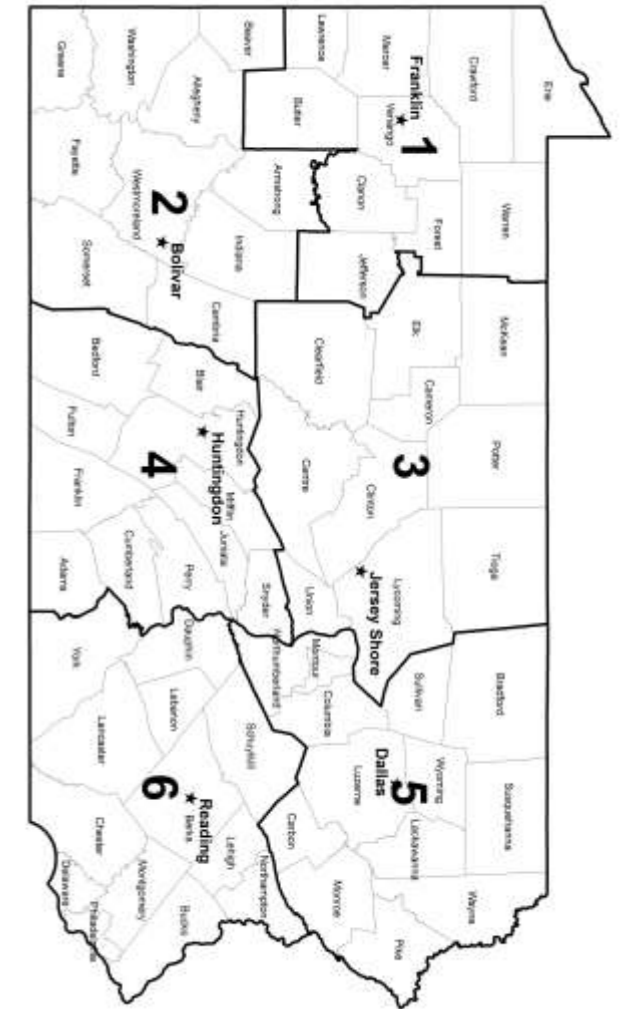 Erie
Warren
McKean
Potter
Tioga
Bradford
Susquehanna
Wayne
Crawford
Forest
Elk
Cameron
Sullivan
Wyoming
Lackawanna
Pike
Mercer
Franklin
Venango
1
Clarion
Jefferson
3
Clinton
Lycoming
Jersey Shore
5
Dallas
Luzerne
Monroe
Lawrence
Butler
Clearfield
Centre
Union
Montour
Columbia
Northumberland
Carbon
Beaver
Armstrong
Indiana
Cambria
Huntingdon
Huntingdon
Mifflin
Juniata
Snyder
Schuylkill
Lehigh
Northampton
Allegheny
Westmoreland
2
Bolivar
Blair
4
Perry
Dauphin
Lebanon
6
Reading
Berks
Bucks
Montgomery
Washington
Greene
Fayette
Somerset
Bedford
Fulton
Franklin
Cumberland
Adams
York
Lancaster
Chester
Delaware
Philadelphia